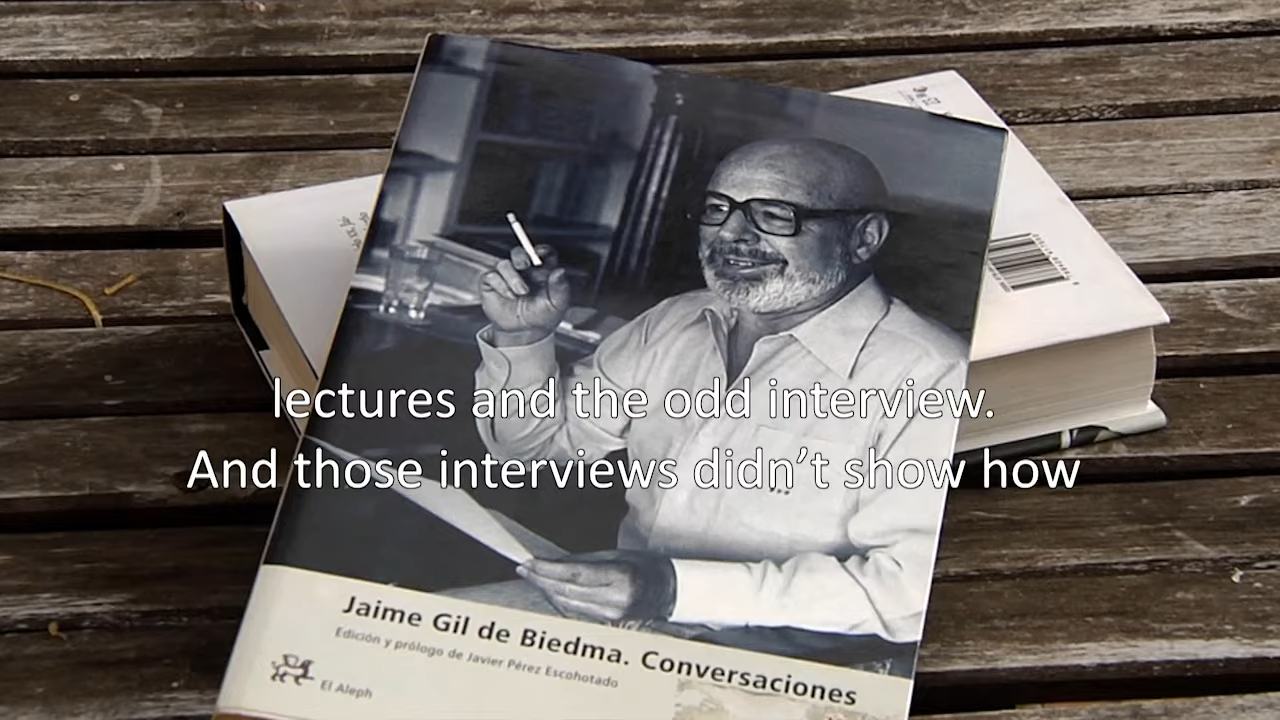 lectures and the odd interview.
And those interviews didn’t show how
Jaime Gil de Biedma. Conversaciones
Edición y prólogo de Javier Pérez Escohotado
El Aleph